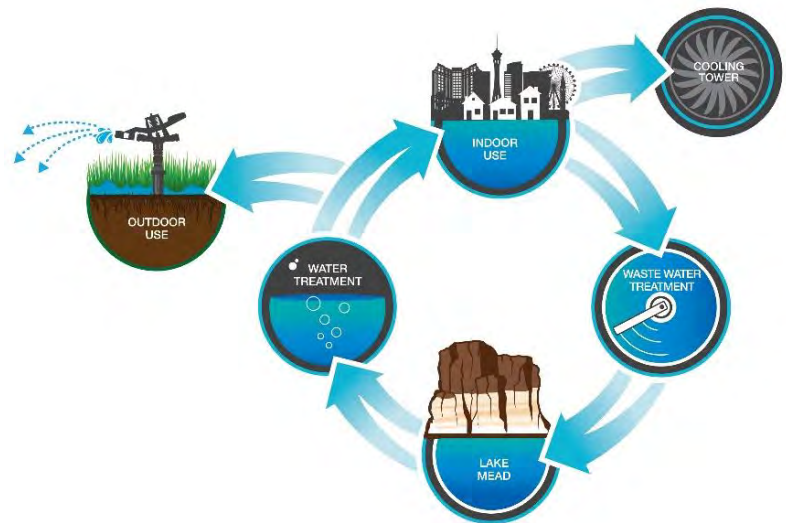 COOLING
TOWER
INDOOR
USE
OUTDOOR
USE
WATER
TREATMENT
WASTE WATER
TREATMENT
LAKE
MEAD